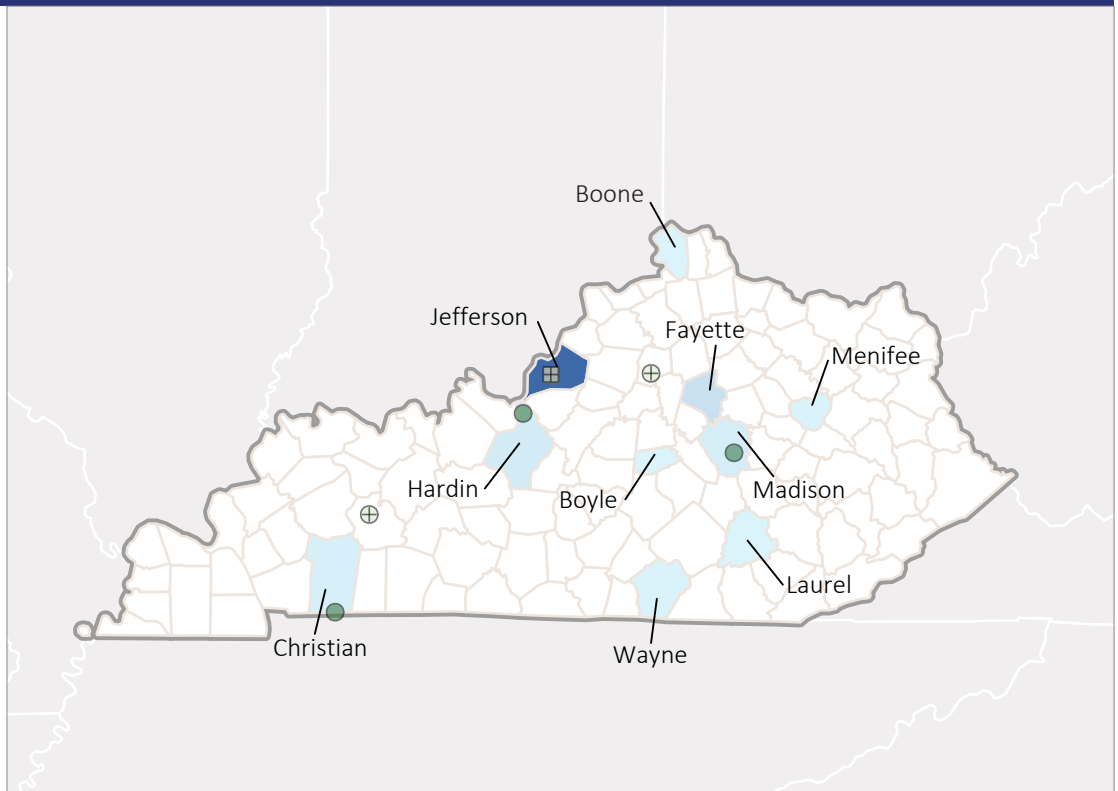 Boone
Jefferson
Fayette
Menifee
Hardin
Boyle
Madison
Laurel
Christian
Wayne